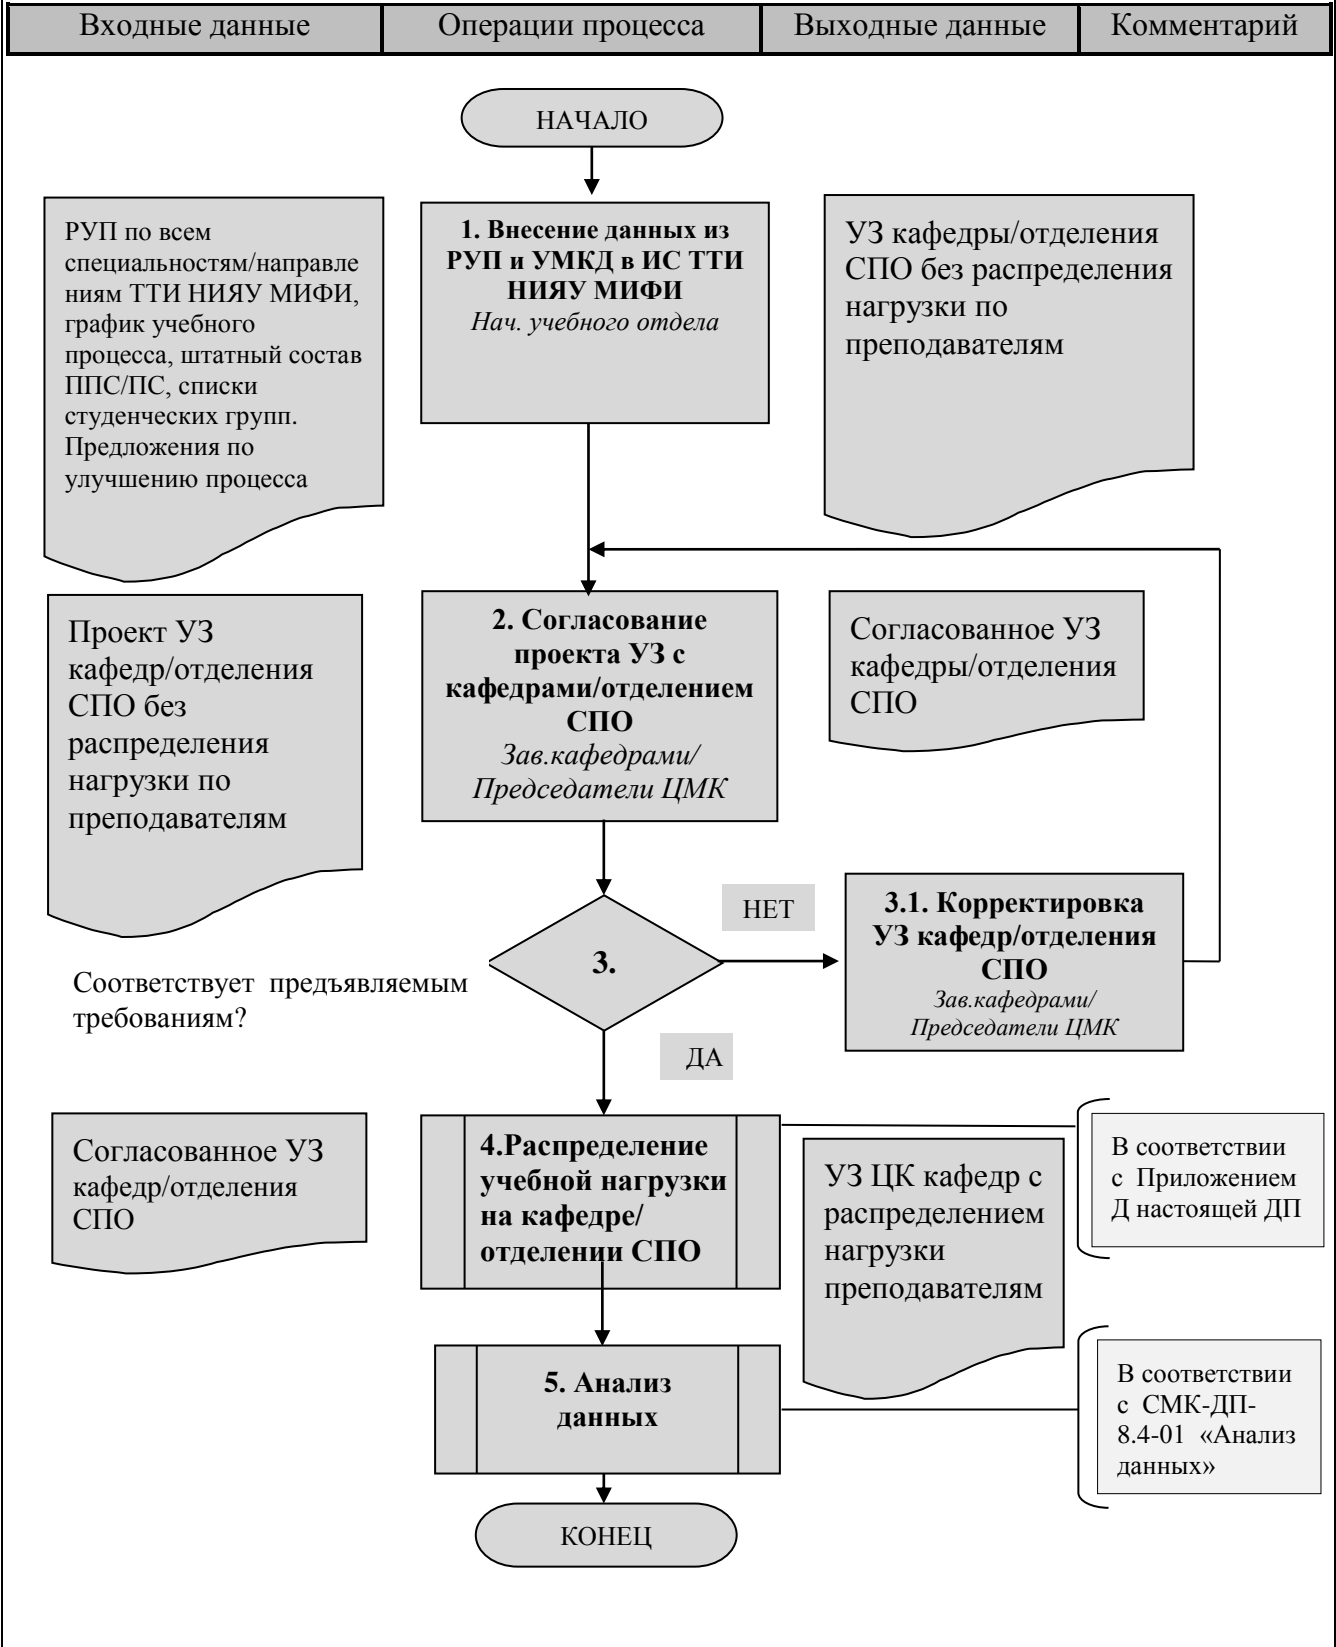 Входные данные
Операции процесса
Выходные данные
Комментарий
НАЧАЛО
РУП по всем
специальностям/направле
ниям ТТИ НИЯУ МИФИ,
график учебного
процесса, штатный состав
ППС/ПС, списки
студенческих групп.
Предложения по
улучшению процесса
1. Внесение данных из
РУП и УМКД в ИС ТТИ
НИЯУ МИФИ
Нач. учебного отдела
УЗ кафедры/отделения
СПО без распределения
нагрузки по
преподавателям
Проект УЗ
кафедр/отделения
СПО без
распределения
нагрузки по
преподавателям
2. Согласование
проекта УЗ с
кафедрами/отделением
СПО
Зав.кафедрами/
Председатели ЦМК
Согласованное УЗ
кафедры/отделения
СПО
Соответствует предъявляемым
требованиям?
3.
НЕТ
3.1. Корректировка
УЗ кафедр/отделения
СПО
Зав.кафедрами/
Председатели ЦМК
ДА
Согласованное УЗ
кафедр/отделения
СПО
4.Распределение
учебной нагрузки
на кафедре/
отделении СПО
УЗ ЦК кафедр с
распределением
нагрузки
преподавателям
В соответствии
с Приложением
Д настоящей ДП
5. Анализ
данных
В соответствии
с СМК-ДП-
8.4-01 «Анализ
данных»
КОНЕЦ